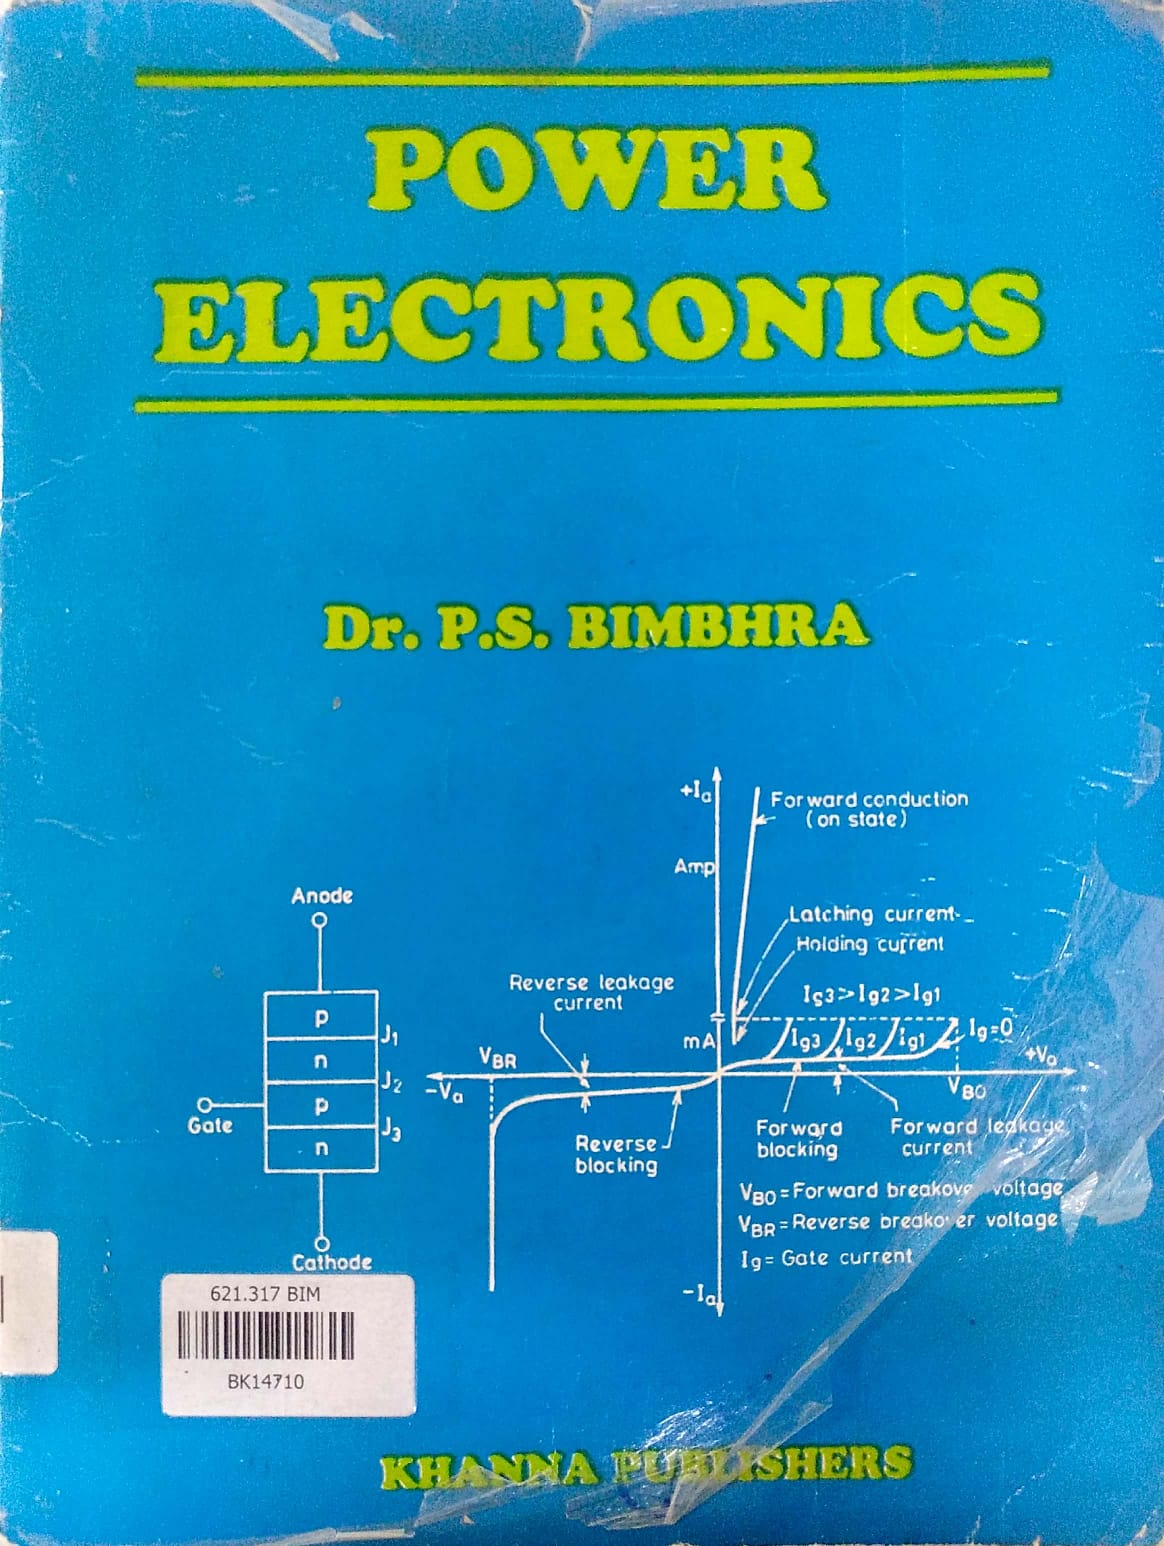 POWER
ELECTRONICS
Dr. P.S. BIMBHRA
Anode
p
J1
n
J2
p
Gate
J3
n
Cathode
+Ia
Forward conduction
(on state)
Amp
Latching current
Holding current
Reverse leakage
current
Ig3>Ig2>Ig1
mA
Ig3
Ig2
Ig1
Ig=0
+Va
VBR
-Va
VBO
Reverse
blocking
Forward
blocking
Forward leakage
current
VBO=Forward breakover voltage
VBR=Reverse breakover voltage
Ig=Gate current
-Ia
621.317 BIM
BK14710
KHANNA PUBLISHERS